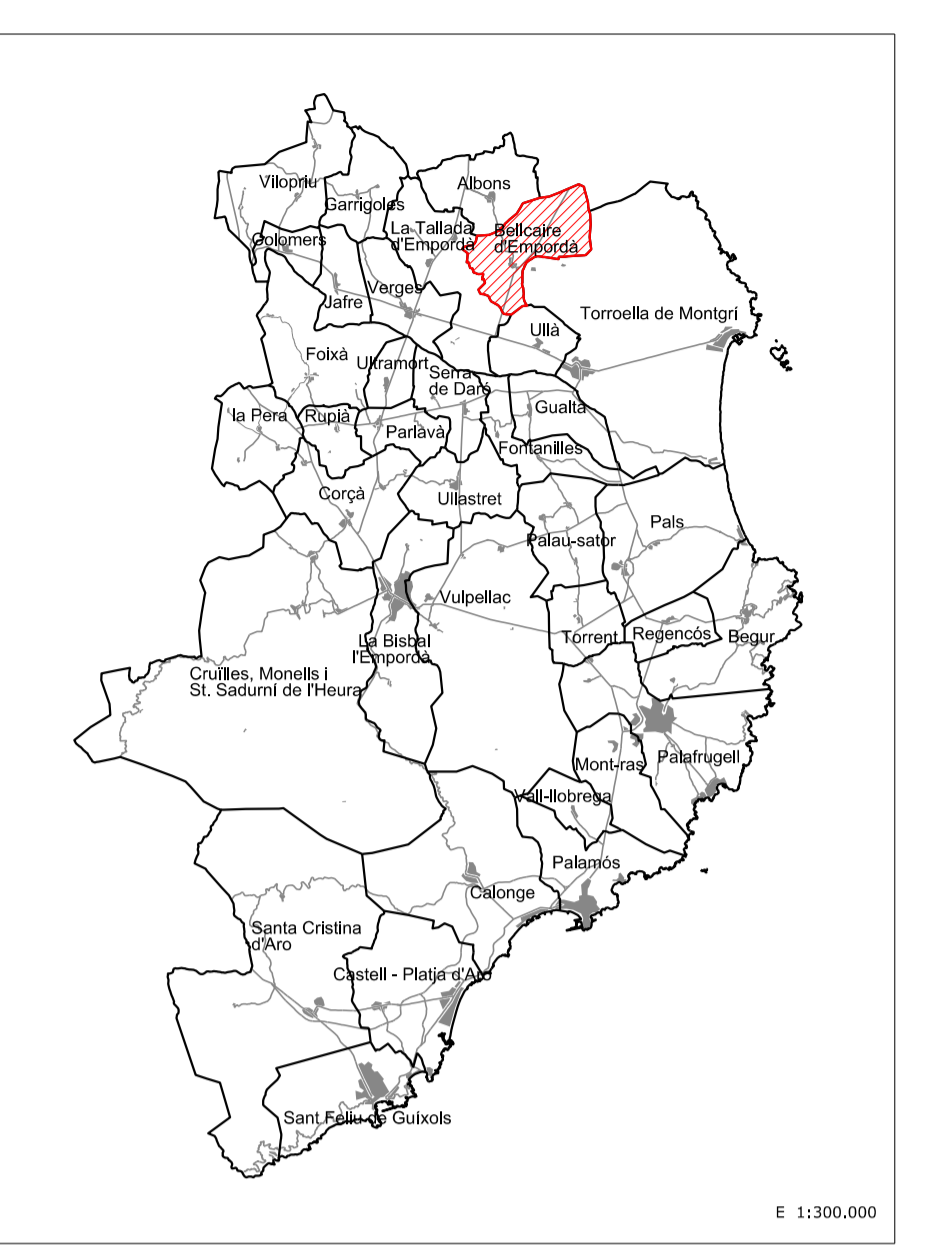 Vilopriu
Albons
Garrigoles
La Tallada
d'Empordà
Bellcaire
d'Empordà
Colomers
Verges
Jafre
Torroella de Montgrí
Ullà
Foixà
Ultramort
Serra
de Daró
Gualta
la Pera
Rupià
Parlavà
Fontanilles
Corçà
Ullastret
Pals
Palau-sator
Vulpellac
La Bisbal
l'Empordà
Torrent
Regencós
Begur
Cruïlles, Monells i
St. Sadurní de l'Heura
Mont-ras
Palafrugell
Vall-llobrega
Palamós
Calonge
Santa Cristina
d'Aro
Castell - Platja d'Aro
Sant Feliu de Guíxols
E 1:300.000